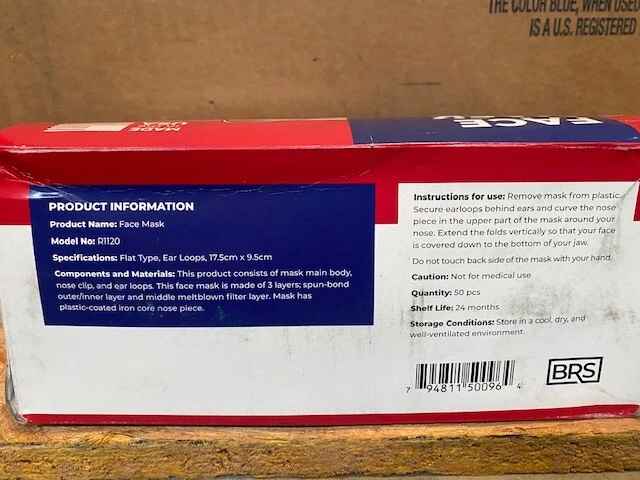 THE COLOR BLUE, WHEN USED
IS A U.S. REGISTERED
MADE
FACE
PRODUCT INFORMATION
Product Name: Face Mask
Model No: R1120
Specifications: Flat Type, Ear Loops, 17.5cm x 9.5cm
Components and Materials: This product consists of mask main body,
nose clip, and ear loops. This face mask is made of 3 layers; spun-bond
outer/inner layer and middle meltblown filter layer. Mask has
plastic-coated iron core nose piece.
Instructions for use: Remove mask from plastic.
Secure earloops behind ears and curve the nose
piece in the upper part of the mask around your
nose. Extend the folds vertically so that your face
is covered down to the bottom of your jaw.
Do not touch back side of the mask with your hand.
Caution: Not for medical use
Quantity: 50 pcs
Shelf Life: 24 months
Storage Conditions: Store in a cool, dry, and
well-ventilated environment.
7 94811 50096 4
BRS